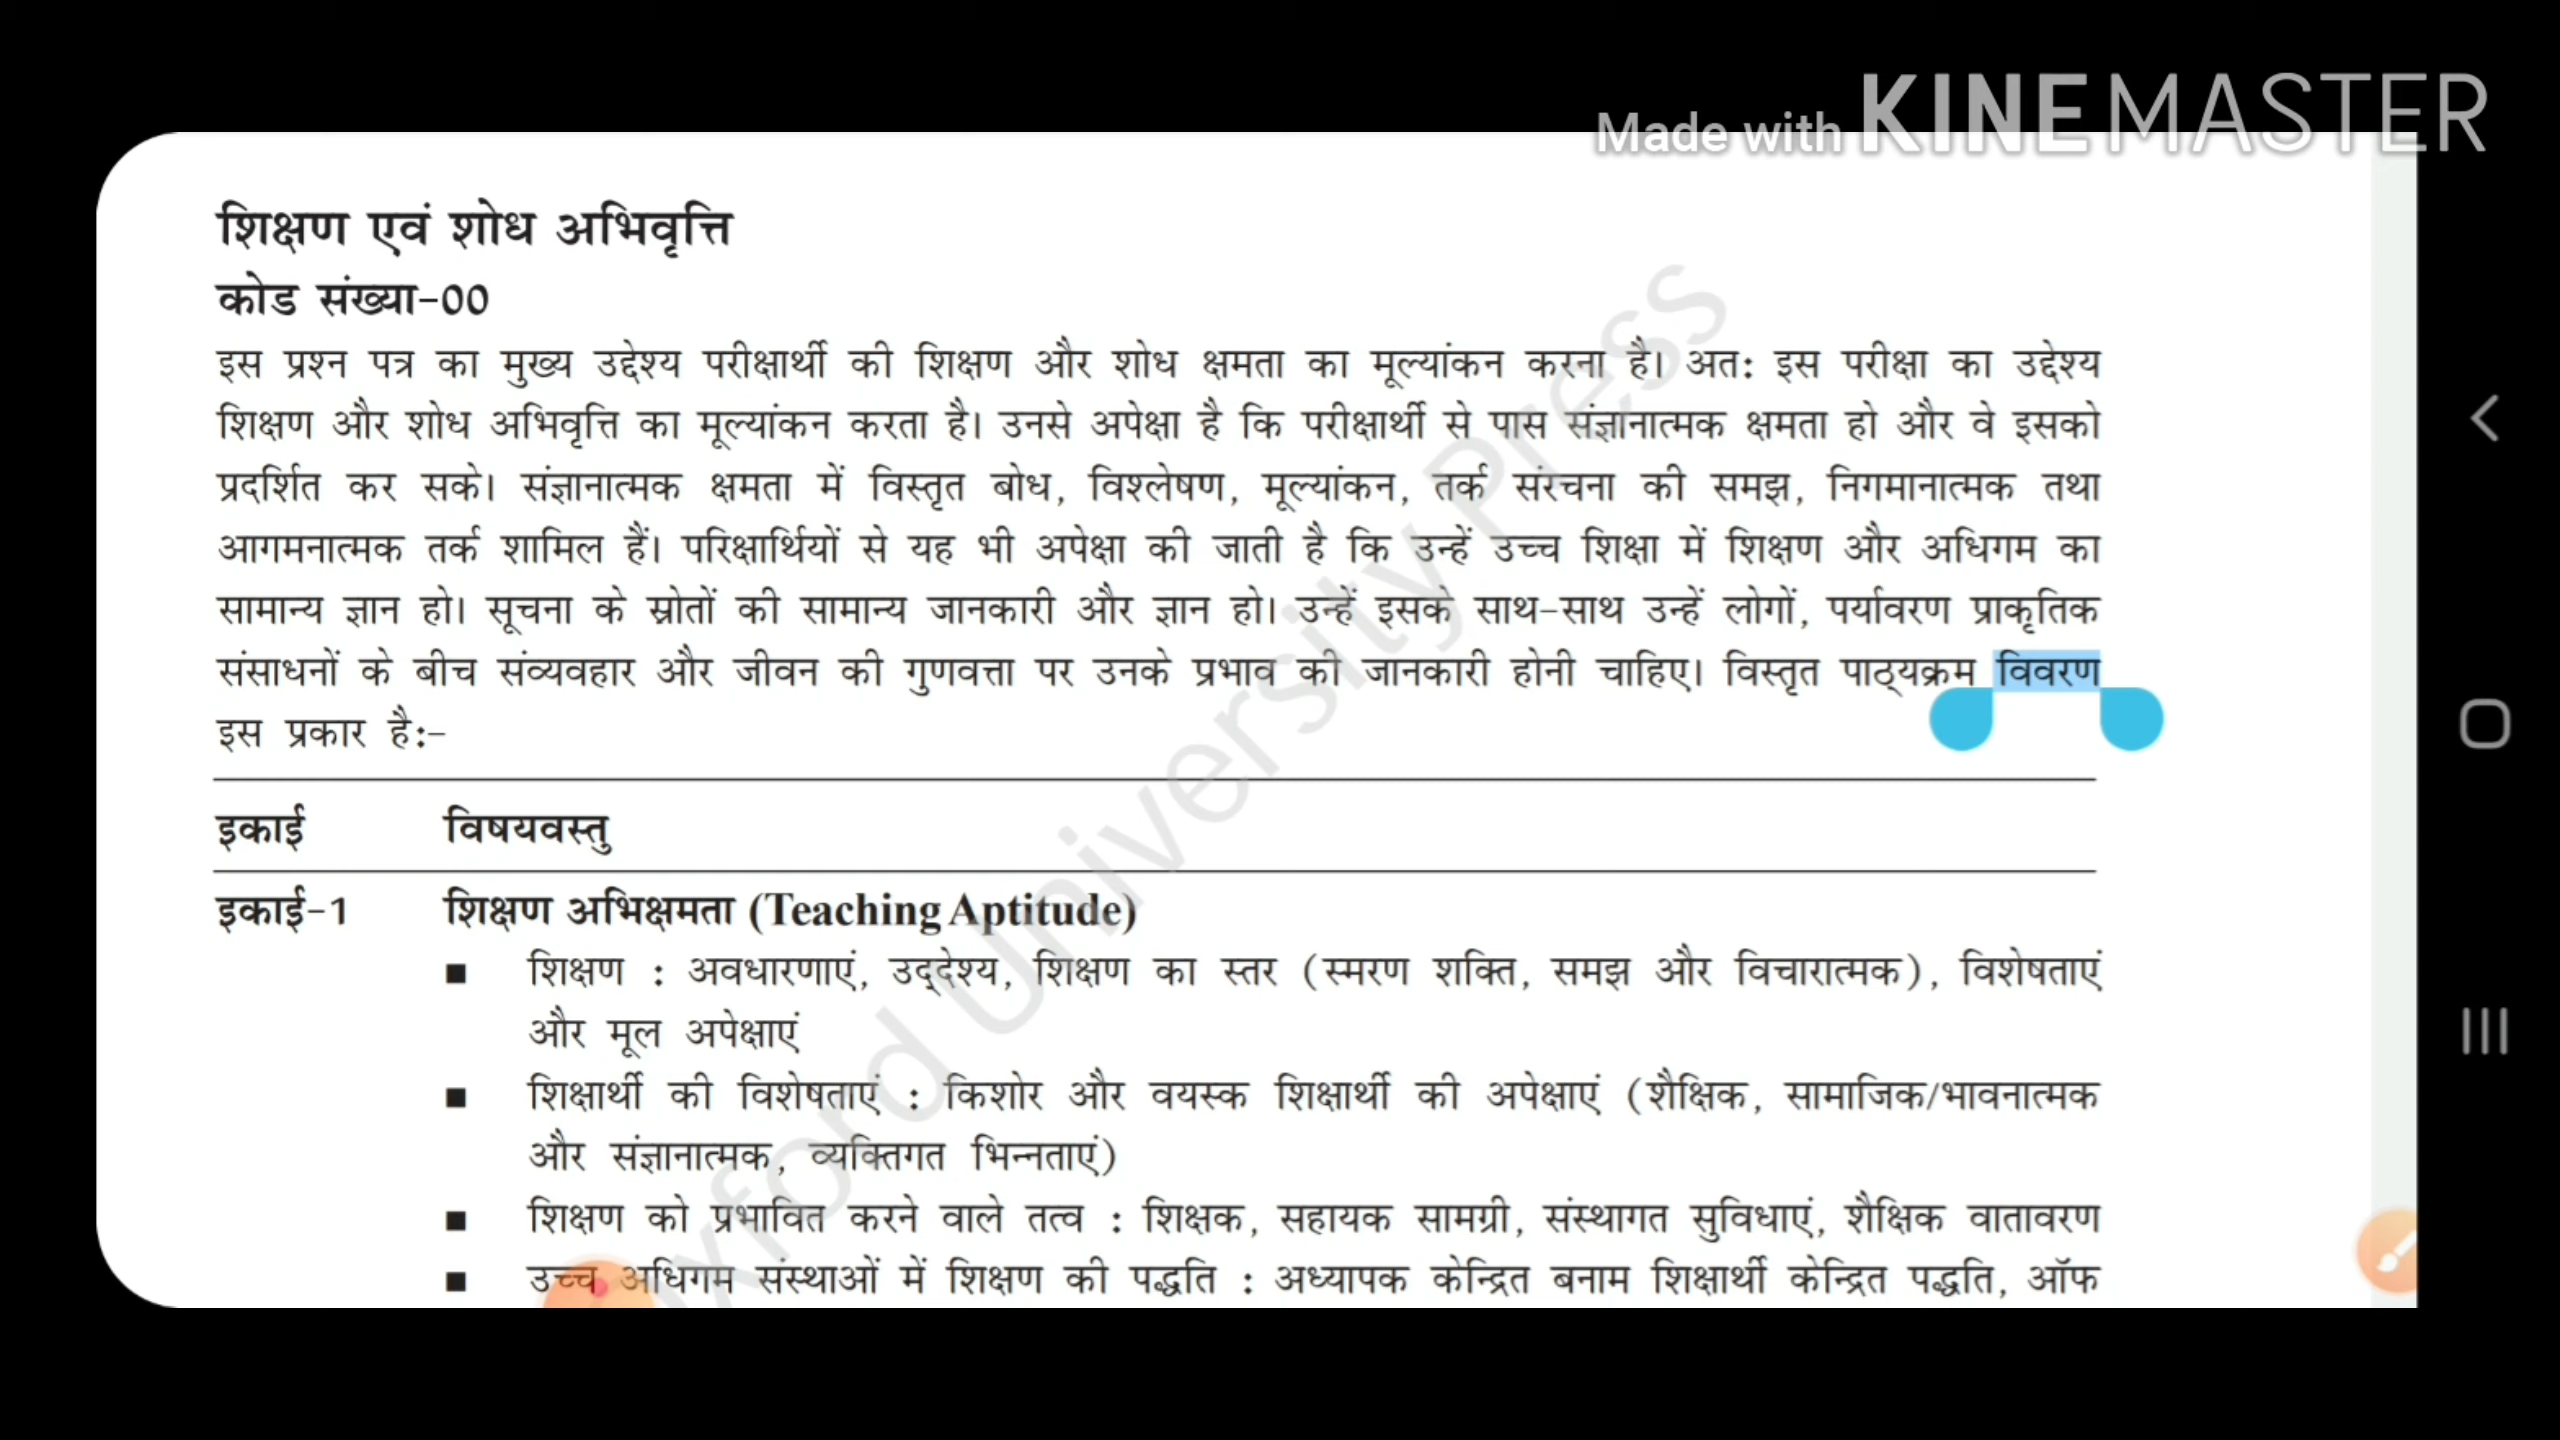 Made with KINEMASTER
शिक्षण एवं शोध अभिवृत्ति
कोड संख्या-00
इस प्रश्न पत्र का मुख्य उद्देश्य परीक्षार्थी की शिक्षण और शोध क्षमता का मूल्यांकन करना है। अतः इस परीक्षा का उद्देश्य
शिक्षण और शोध अभिवृत्ति का मूल्यांकन करता है। उनसे अपेक्षा है कि परीक्षार्थी से पास संज्ञानात्मक क्षमता हो और वे इसको
प्रदर्शित कर सके। संज्ञानात्मक क्षमता में विस्तृत बोध, विश्लेषण, मूल्यांकन, तर्क संरचना की समझ, निगमानात्मक तथा
आगमनात्मक तर्क शामिल हैं। परिक्षार्थियों से यह भी अपेक्षा की जाती है कि उन्हें उच्च शिक्षा में शिक्षण और अधिगम का
सामान्य ज्ञान हो। सूचना के स्रोतों की सामान्य जानकारी और ज्ञान हो। उन्हें इसके साथ-साथ उन्हें लोगों, पर्यावरण प्राकृतिक
संसाधनों के बीच संव्यवहार और जीवन की गुणवत्ता पर उनके प्रभाव की जानकारी होनी चाहिए। विस्तृत पाठ्यक्रम विवरण
इस प्रकार है:-
इकाई विषयवस्तु
इकाई-1 शिक्षण अभिक्षमता (Teaching Aptitude)
■ शिक्षण : अवधारणाएं, उद्देश्य, शिक्षण का स्तर (स्मरण शक्ति, समझ और विचारात्मक), विशेषताएं
और मूल अपेक्षाएं
■ शिक्षार्थी की विशेषताएं : किशोर और वयस्क शिक्षार्थी की अपेक्षाएं (शैक्षिक, सामाजिक/भावनात्मक
और संज्ञानात्मक, व्यक्तिगत भिन्नताएं)
■ शिक्षण को प्रभावित करने वाले तत्व : शिक्षक, सहायक सामग्री, संस्थागत सुविधाएं, शैक्षिक वातावरण
■ उच्च अधिगम संस्थाओं में शिक्षण की पद्धति : अध्यापक केन्द्रित बनाम शिक्षार्थी केन्द्रित पद्धति, ऑफ
Oxford University Press